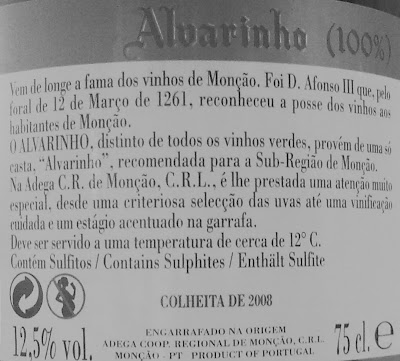 Alvarinho (100%)
Vem de longe a fama dos vinhos de Monção. Foi D. Afonso III que, pelo
foral de 12 de Março de 1261, reconheceu a posse dos vinhos aos
habitantes de Monção.
O ALVARINHO, distinto de todos os vinhos verdes, provém de uma só
casta, “Alvarinho”, recomendada para a Sub-Região de Monção.
Na Adega C.R. de Monção, C.R.L., é lhe prestada uma atenção muito
especial, desde uma criteriosa selecção das uvas até uma vinificação
cuidada e um estágio acentuado na garrafa.
Deve ser servido a uma temperatura de cerca de 12° C.
Contém Sulfitos / Contains Sulphites / Enthält Sulfite
COLHEITA DE 2008
12,5% vol.
ENGARRAFADO NA ORIGEM
ADEGA COOP. REGIONAL DE MONÇÃO, C.R.L.
MONÇÃO - PT PRODUCT OF PORTUGAL
75 cl. e